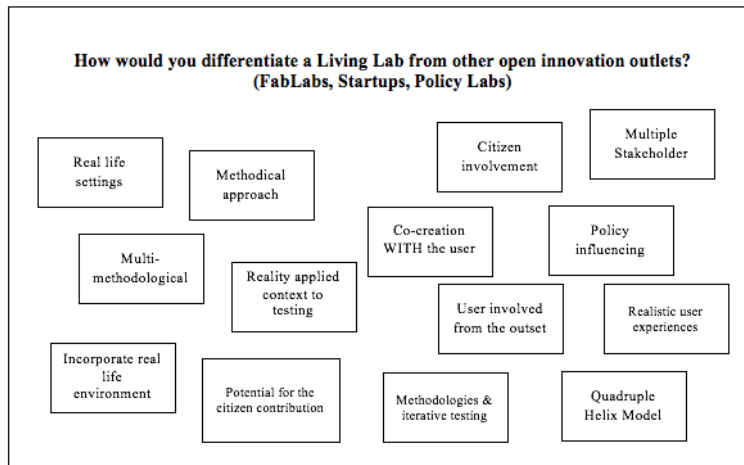 How would you differentiate a Living Lab from other open innovation outlets?
(FabLabs, Startups, Policy Labs)
Real life
settings
Methodical
approach
Citizen
involvement
Multiple
Stakeholder
Multi-
methodological
Reality applied
context to
testing
Co-creation
WITH the user
Policy
influencing
User involved
from the outset
Realistic user
experiences
Incorporate real
life
environment
Potential for the
citizen contribution
Methodologies &
iterative testing
Quadruple
Helix Model